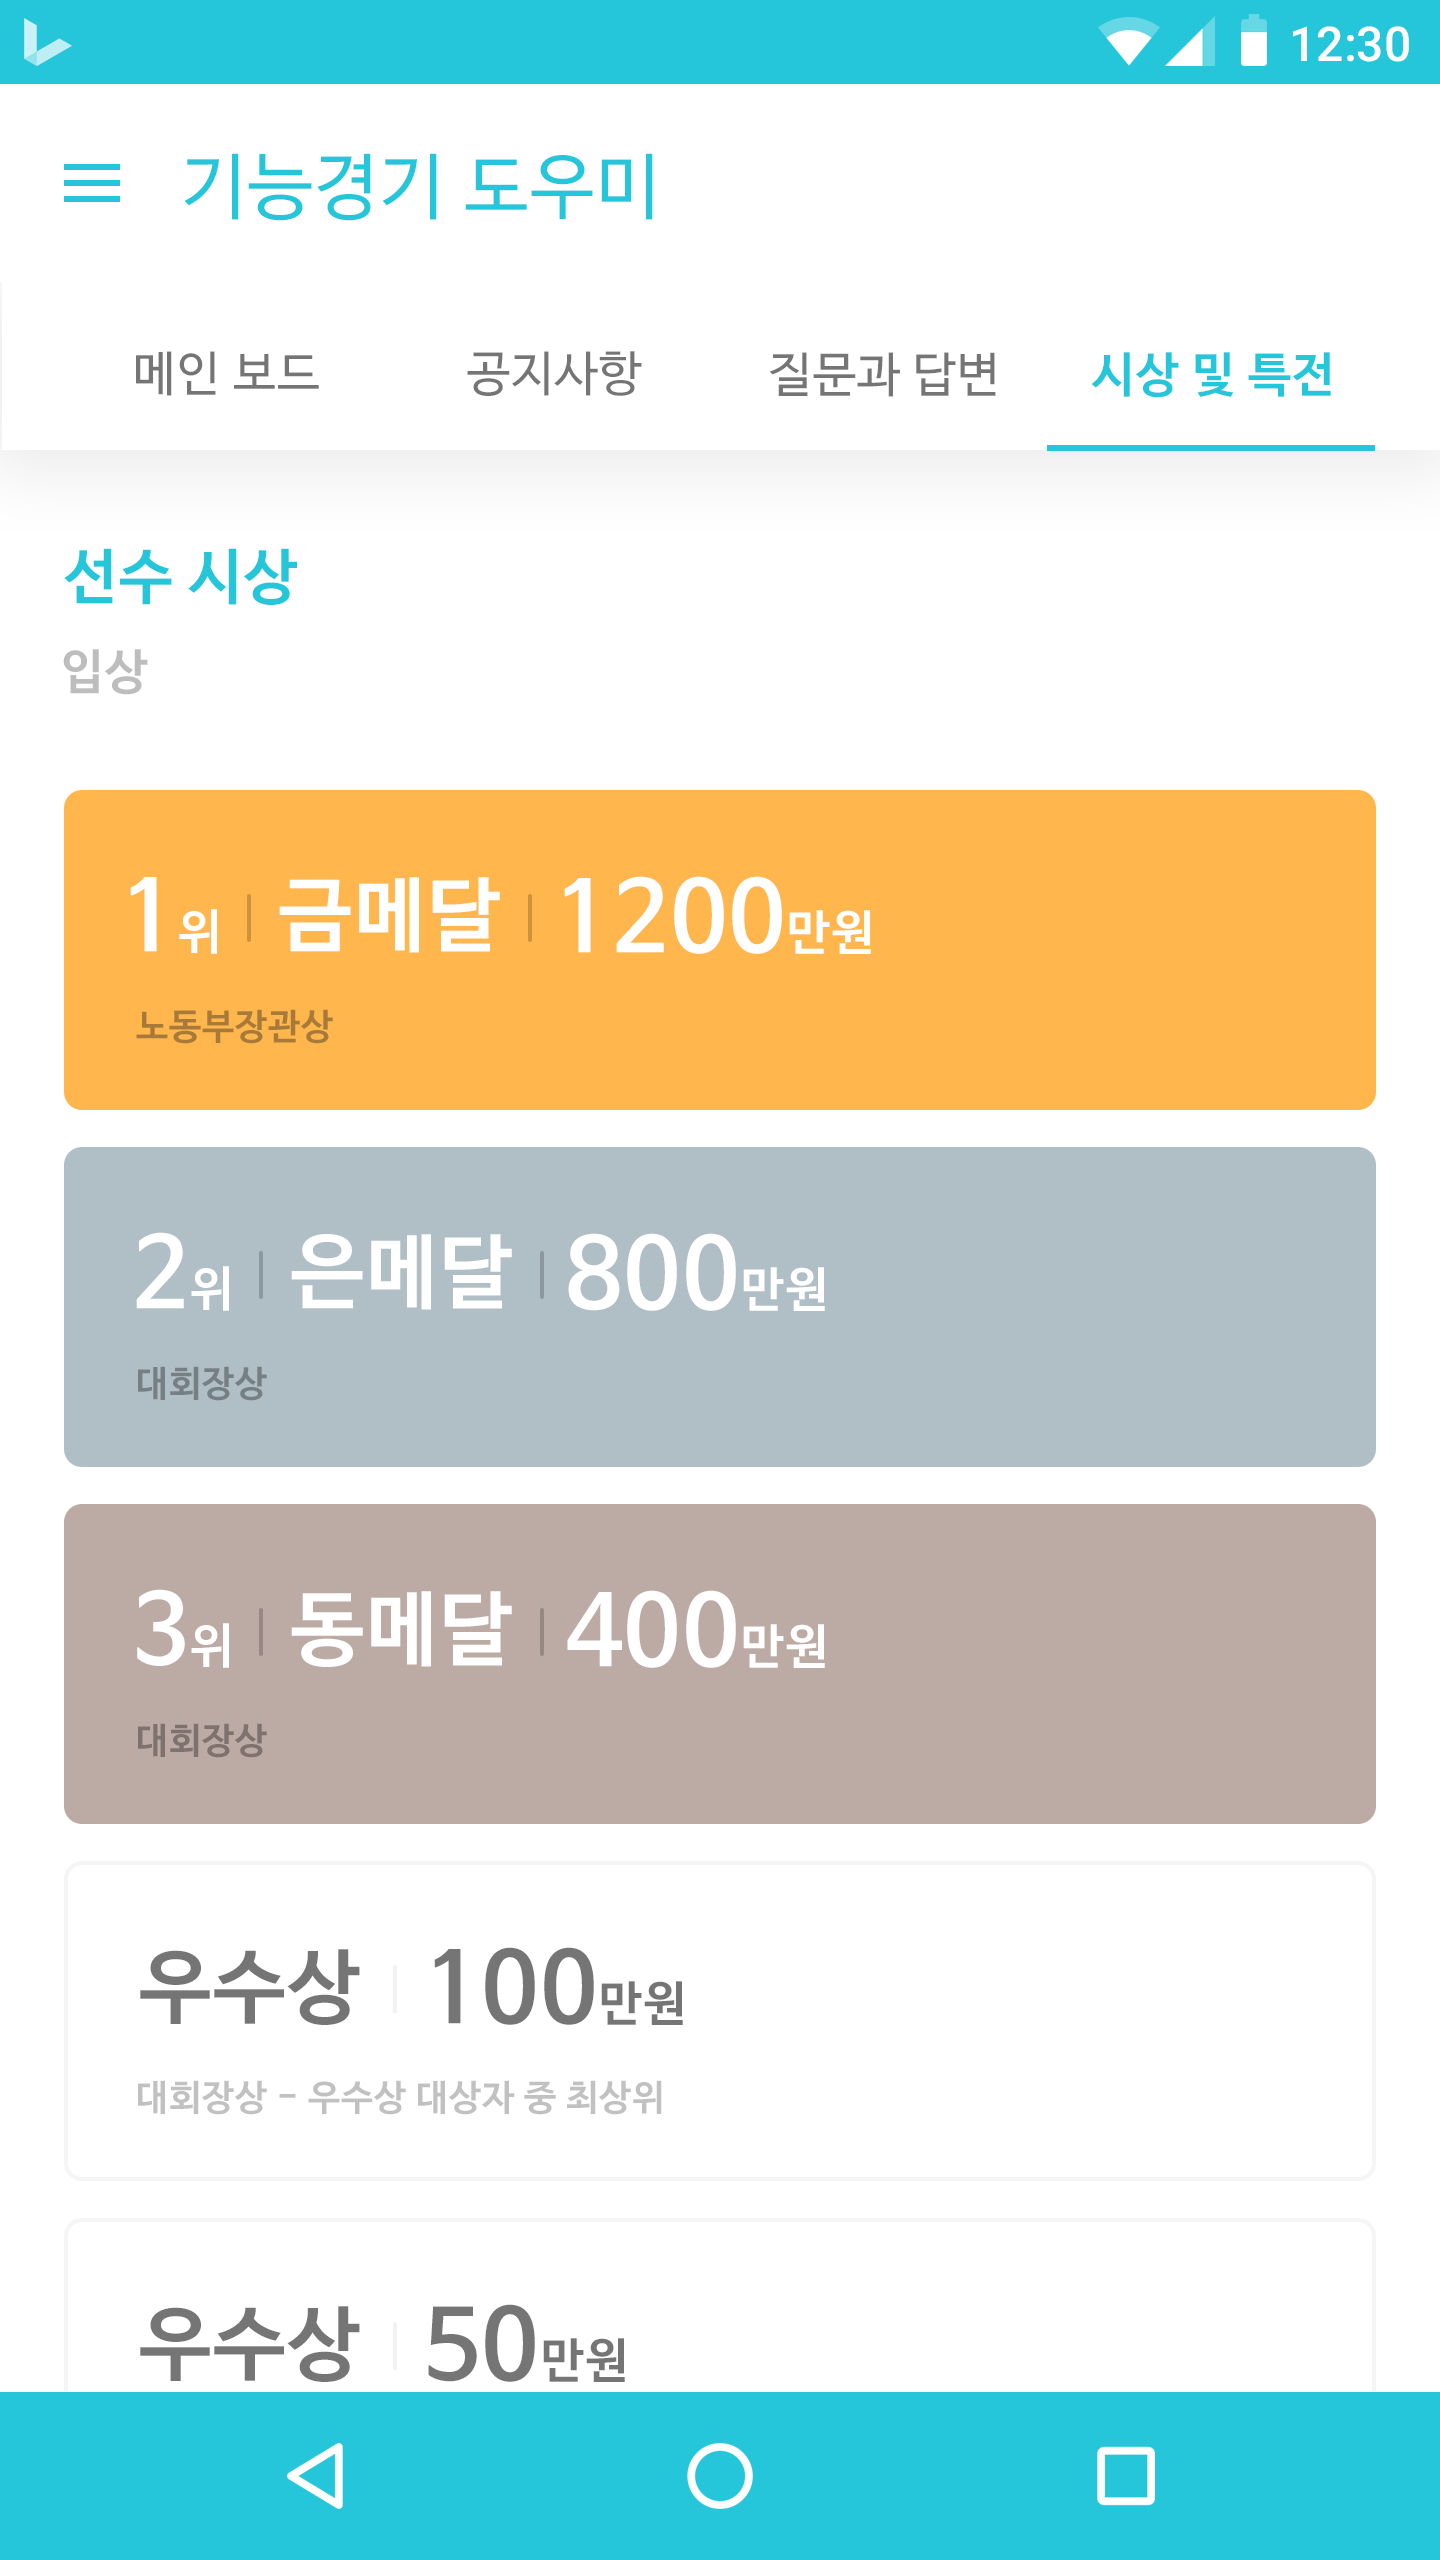 12:30
기능경기 도우미
메인 보드 공지사항 질문과 답변 시상 및 특전
선수 시상
입상
1위 금메달 1200만원
노동부장관상
2위 은메달 800만원
대회장상
3위 동메달 400만원
대회장상
우수상 100만원
대회장상 - 우수상 대상자 중 최상위
우수상 50만원